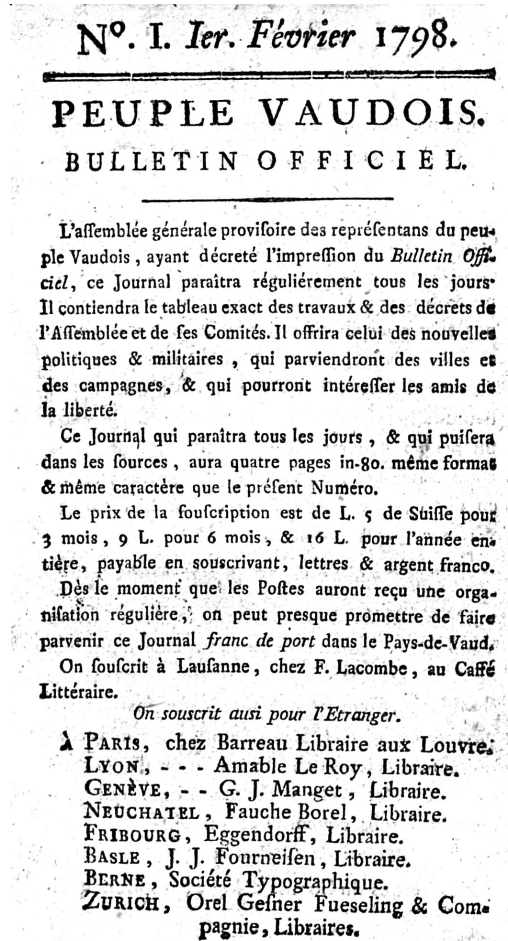 Nº. I. Ier. Février 1798.
PEUPLE VAUDOIS.
BULLETIN OFFICIEL.
L'aſſemblée générale proviſoire des repréſentans du peu-
ple Vaudois, ayant décreté l'impreſſion du Bulletin Offi-
ciel, ce Journal paraîtra réguliérement tous les jours.
Il contiendra le tableau exact des travaux & des décrets de
l'Aſſemblée et de ſes Comités. Il offrira celui des nouvelles
politiques & militaires, qui parviendront des villes et
des campagnes, & qui pourront intéreſſer les amis de
la liberté.
Ce Journal qui paraîtra tous les jours, & qui puiſera
dans les ſources, aura quatre pages in-8o. même format
& même caractère que le préſent Numéro.
Le prix de la ſouſcription est de L. 5 de Suiſſe pour
3 mois, 9 L. pour 6 mois, & 16 L. pour l'année en-
tière, payable en souscrivant, lettres & argent franco.
Dès le moment que les Poſtes auront reçu une orga-
niſation régulière, on peut presque promettre de faire
parvenir ce Journal franc de port dans le Pays-de-Vaud.
On ſouſcrit à Lauſanne, chez F. Lacombe, au Caffé
Littéraire.
On souscrit ausi pour l'Etranger.
À PARIS, chez Barreau Libraire aux Louvre.
LYON, - - - Amable Le Roy, Libraire.
GENÈVE, - - G. J. Manget, Libraire.
NEUCHATEL, Fauche Borel, Libraire.
FRIBOURG, Eggendorff, Libraire.
BASLE, J. J. Fourneiſen, Libraire.
BERNE, Société Typographique.
ZURICH, Orel Geſner Fueseling & Com-
pagnie, Libraires.